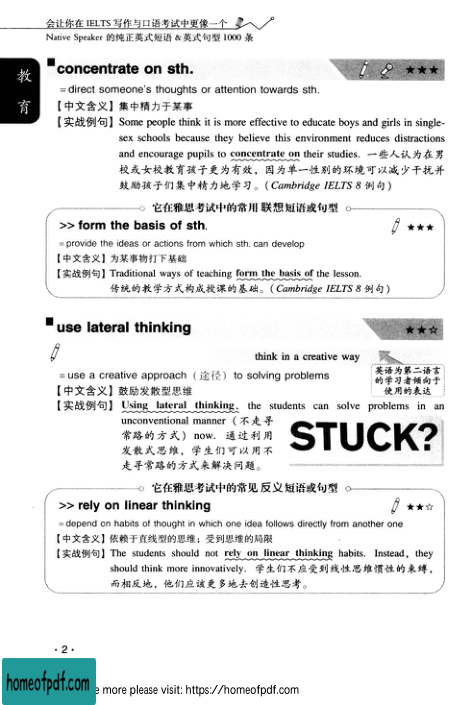 会让你在 IELTS 写作与口语考试中更像一个
Native Speaker 的纯正英式短语 & 英式句型 1000 条
教育
concentrate on sth. ★★★
= direct someone's thoughts or attention towards sth.
【中文含义】集中精力于某事
【实战例句】Some people think it is more effective to educate boys and girls in single-
sex schools because they believe this environment reduces distractions
and encourage pupils to concentrate on their studies. 一些人认为在男
校或女校教育孩子更为有效，因为单一性别的环境可以减少干扰并
鼓励孩子们集中精力地学习。(Cambridge IELTS 8 例句)
它在雅思考试中的常用联想短语或句型
>> form the basis of sth. ★★★
= provide the ideas or actions from which sth. can develop
【中文含义】为某事物打下基础
【实战例句】Traditional ways of teaching form the basis of the lesson.
传统的教学方式构成授课的基础。(Cambridge IELTS 8 例句)
use lateral thinking ★★☆
think in a creative way
英语为第二语言
的学习者倾向于
使用的表达
= use a creative approach（途径）to solving problems
【中文含义】鼓励发散型思维
【实战例句】Using lateral thinking, the students can solve problems in an
unconventional manner（不走寻
常路的方式）now. 通过利用
发散式思维，学生们可以用不
走寻常路的方式来解决问题。
STUCK?
它在雅思考试中的常见反义短语或句型
>> rely on linear thinking ★★☆
= depend on habits of thought in which one idea follows directly from another one
【中文含义】依赖于直线型的思维；受到思维的局限
【实战例句】The students should not rely on linear thinking habits. Instead, they
should think more innovatively. 学生们不应受到线性思维惯性的束缚，
而相反地，他们应该更多地去创造性思考。
· 2 ·
homeofpdf.com
e more please visit: https://homeofpdf.com